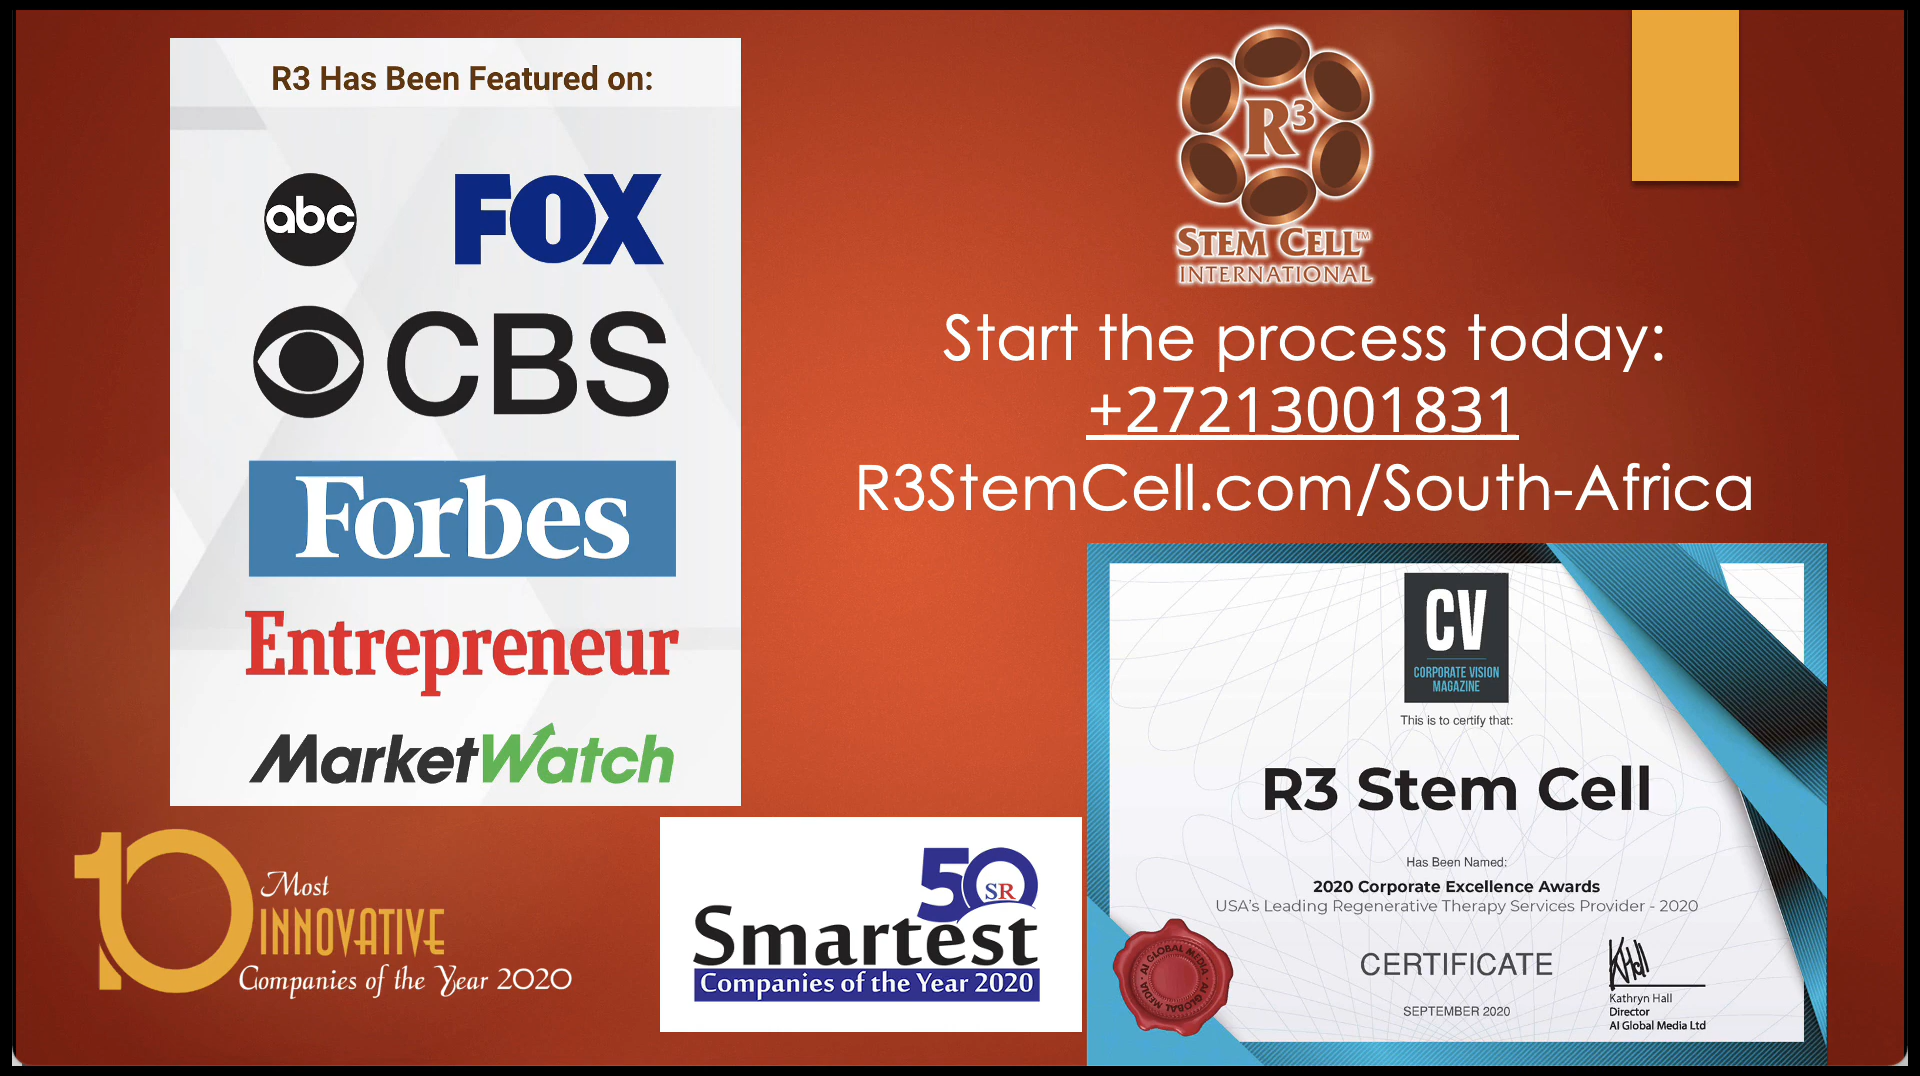 R3 Has Been Featured on:
abc
FOX
CBS
Forbes
Entrepreneur
MarketWatch
10
Most
INNOVATIVE
Companies of the Year 2020
50
SR
Smartest
Companies of the Year 2020
R3
STEM CELL™
INTERNATIONAL
Start the process today:
+27213001831
R3StemCell.com/South-Africa
CV
CORPORATE VISION
MAGAZINE
This is to certify that:
R3 Stem Cell
Has Been Named:
2020 Corporate Excellence Awards
USA's Leading Regenerative Therapy Services Provider - 2020
CERTIFICATE
SEPTEMBER 2020
AI GLOBAL MEDIA · AI GLOBAL MEDIA ·
Kathryn Hall
Director
AI Global Media Ltd